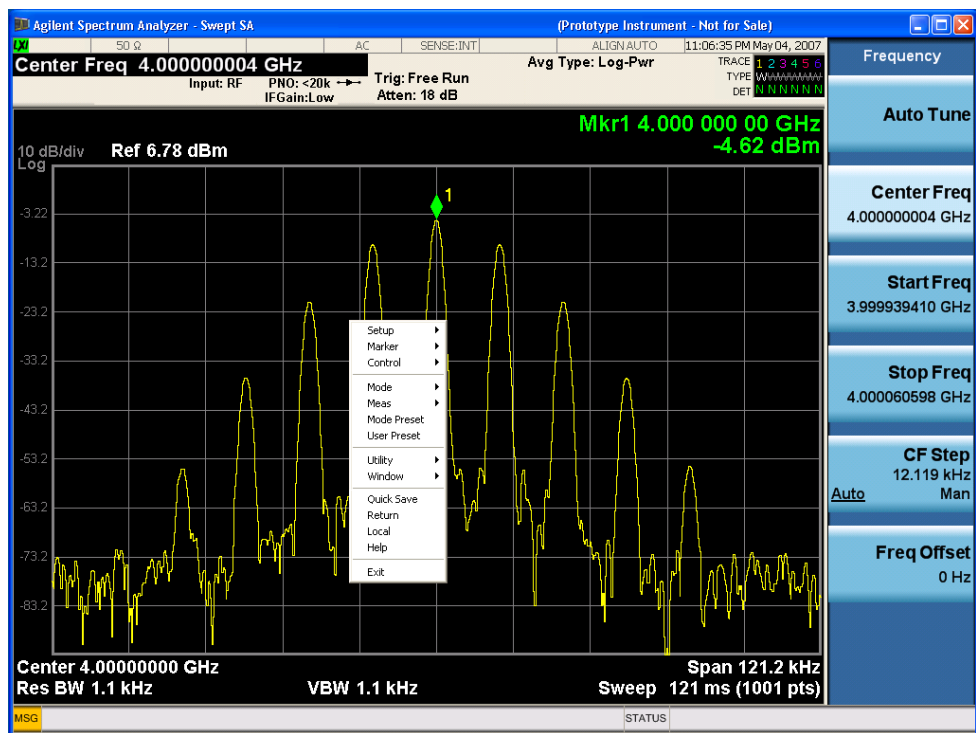 Agilent Spectrum Analyzer - Swept SA (Prototype Instrument - Not for Sale)
LXI 50 Ω AC SENSE:INT ALIGN AUTO 11:06:35 PM May 04, 2007
Center Freq 4.000000004 GHz
Input: RF PNO: <20k
IFGain:Low
Trig: Free Run
Atten: 18 dB
Avg Type: Log-Pwr
TRACE 1 2 3 4 5 6
TYPE WWWWWW
DET N N N N N N
Mkr1 4.000 000 00 GHz
-4.62 dBm
10 dB/div Ref 6.78 dBm
Log
1
-3.22
-13.2
-23.2
-33.2
-43.2
-53.2
-63.2
-73.2
-83.2
Setup
Marker
Control
Mode
Meas
Mode Preset
User Preset
Utility
Window
Quick Save
Return
Local
Help
Exit
Center 4.00000000 GHz Span 121.2 kHz
Res BW 1.1 kHz VBW 1.1 kHz Sweep 121 ms (1001 pts)
MSG STATUS
Frequency
Auto Tune
Center Freq
4.000000004 GHz
Start Freq
3.999939410 GHz
Stop Freq
4.000060598 GHz
CF Step
12.119 kHz
Auto Man
Freq Offset
0 Hz